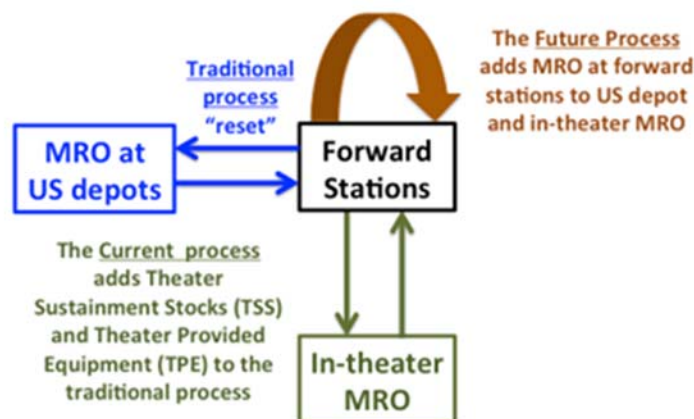 The Future Process
adds MRO at forward
stations to US depot
and in-theater MRO
Traditional
process
“reset”
MRO at
US depots
Forward
Stations
The Current process
adds Theater
Sustainment Stocks (TSS)
and Theater Provided
Equipment (TPE) to the
traditional process
In-theater
MRO